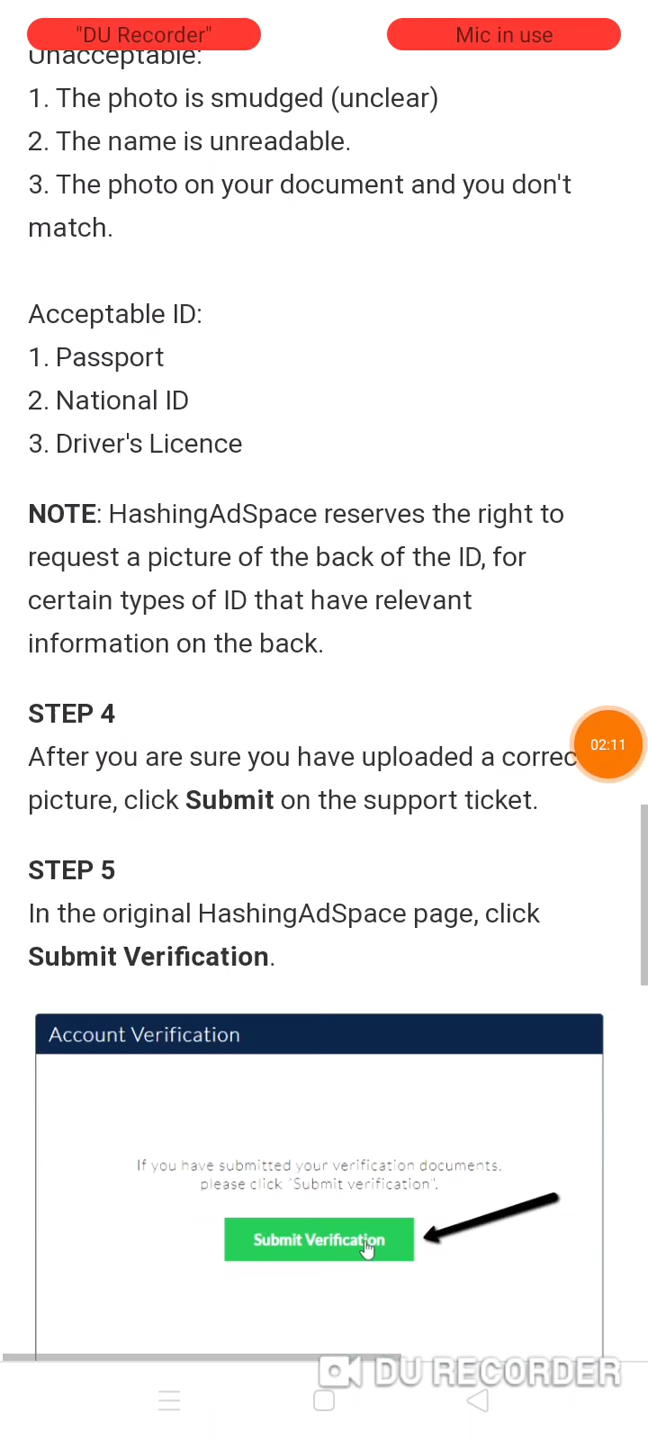 "DU Recorder"
Mic in use
Unacceptable:
1. The photo is smudged (unclear)
2. The name is unreadable.
3. The photo on your document and you don't
match.
Acceptable ID:
1. Passport
2. National ID
3. Driver's Licence
NOTE: HashingAdSpace reserves the right to
request a picture of the back of the ID, for
certain types of ID that have relevant
information on the back.
STEP 4
After you are sure you have uploaded a correc
02:11
picture, click Submit on the support ticket.
STEP 5
In the original HashingAdSpace page, click
Submit Verification.
Account Verification
If you have submitted your verification documents,
please click "Submit verification".
Submit Verification
DU RECORDER